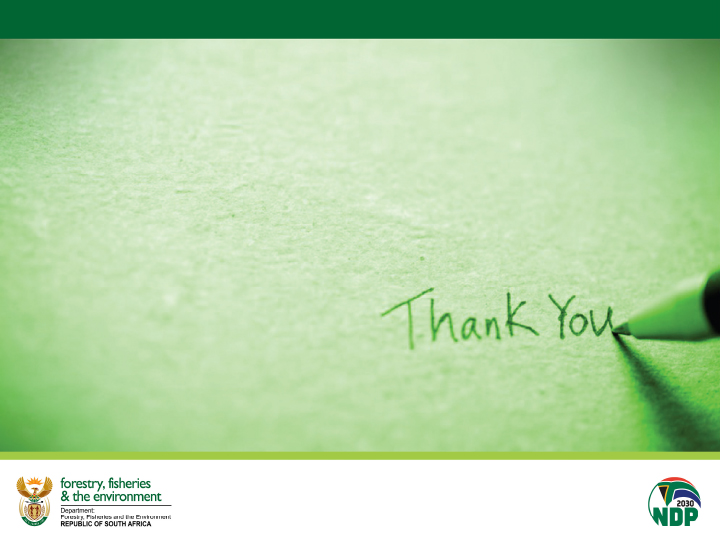 Thank You
forestry, fisheries
& the environment
Department:
Forestry, Fisheries and the Environment
REPUBLIC OF SOUTH AFRICA
2030
NDP